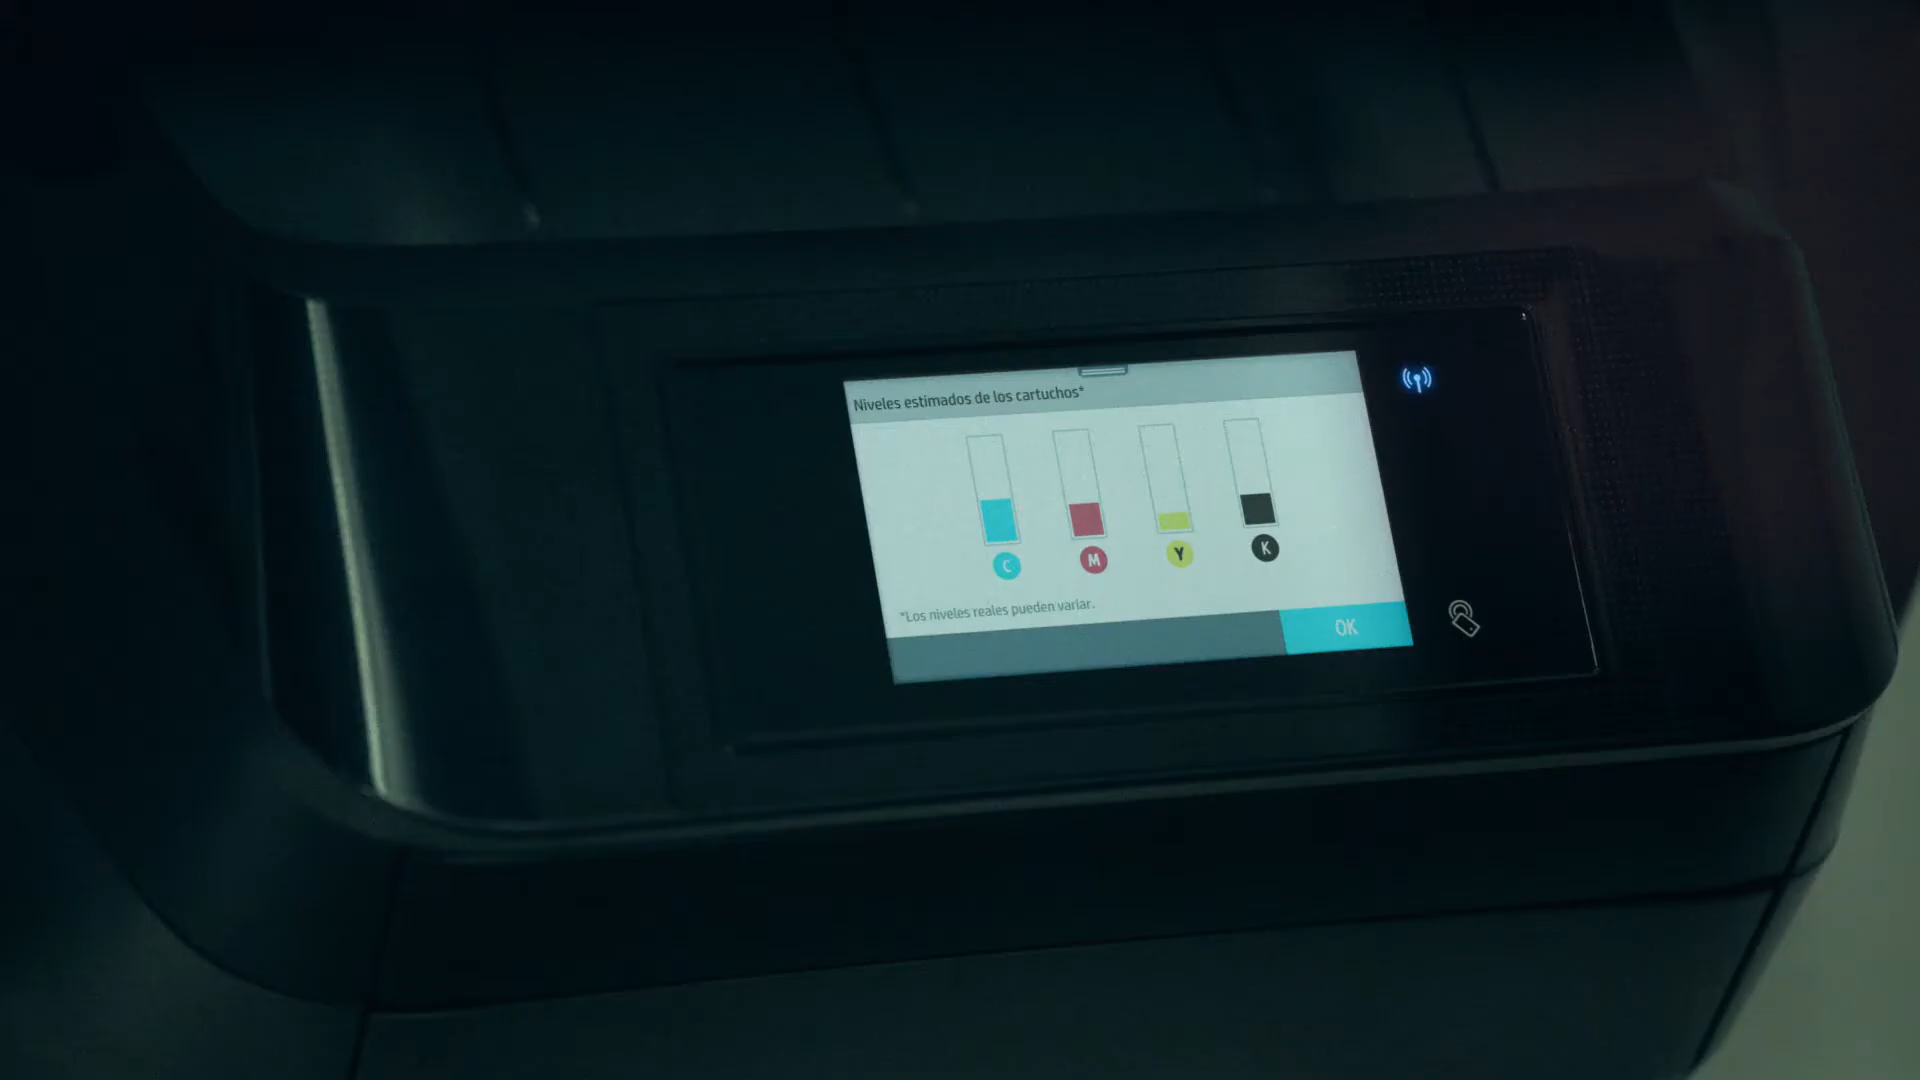 Niveles estimados de los cartuchos*
C M Y K
*Los niveles reales pueden variar.
OK